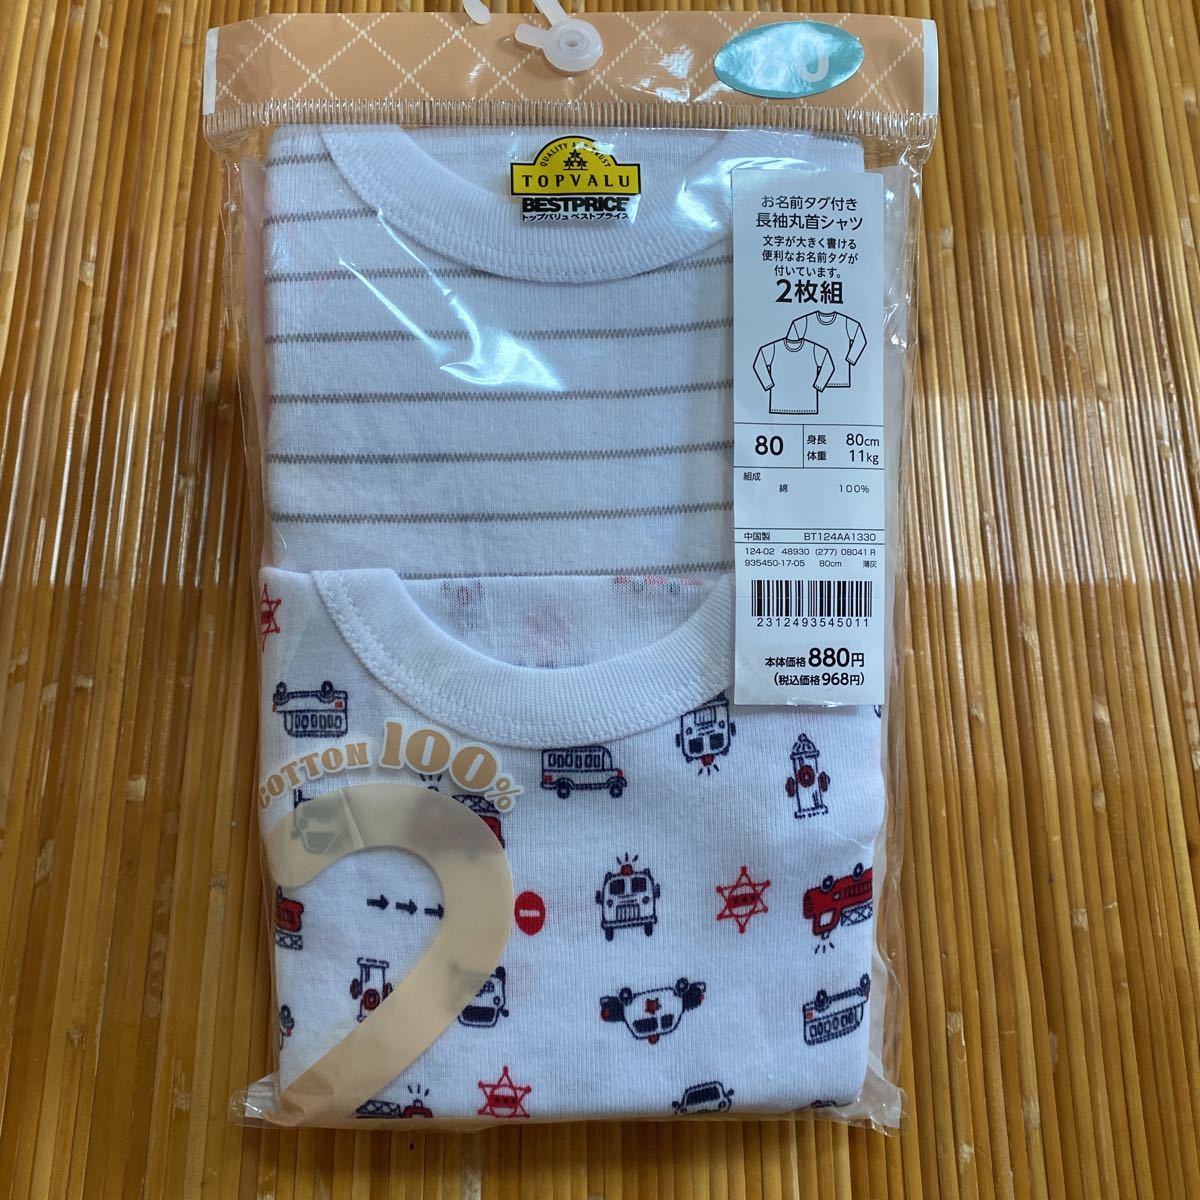 80
QUALITY AND TRUST
TOPVALU
BESTPRICE
トップバリュ ベストプライス
お名前タグ付き
長袖丸首シャツ
文字が大きく書ける
便利なお名前タグが
付いています。
2枚組
80 身長 80cm
体重 11kg
組成
綿 100%
中国製 BT124AA1330
124-02 48930 (277) 08041 R
935450-17-05 80cm 薄灰
2312493545011
本体価格880円
(税込価格968円)
COTTON 100%
2